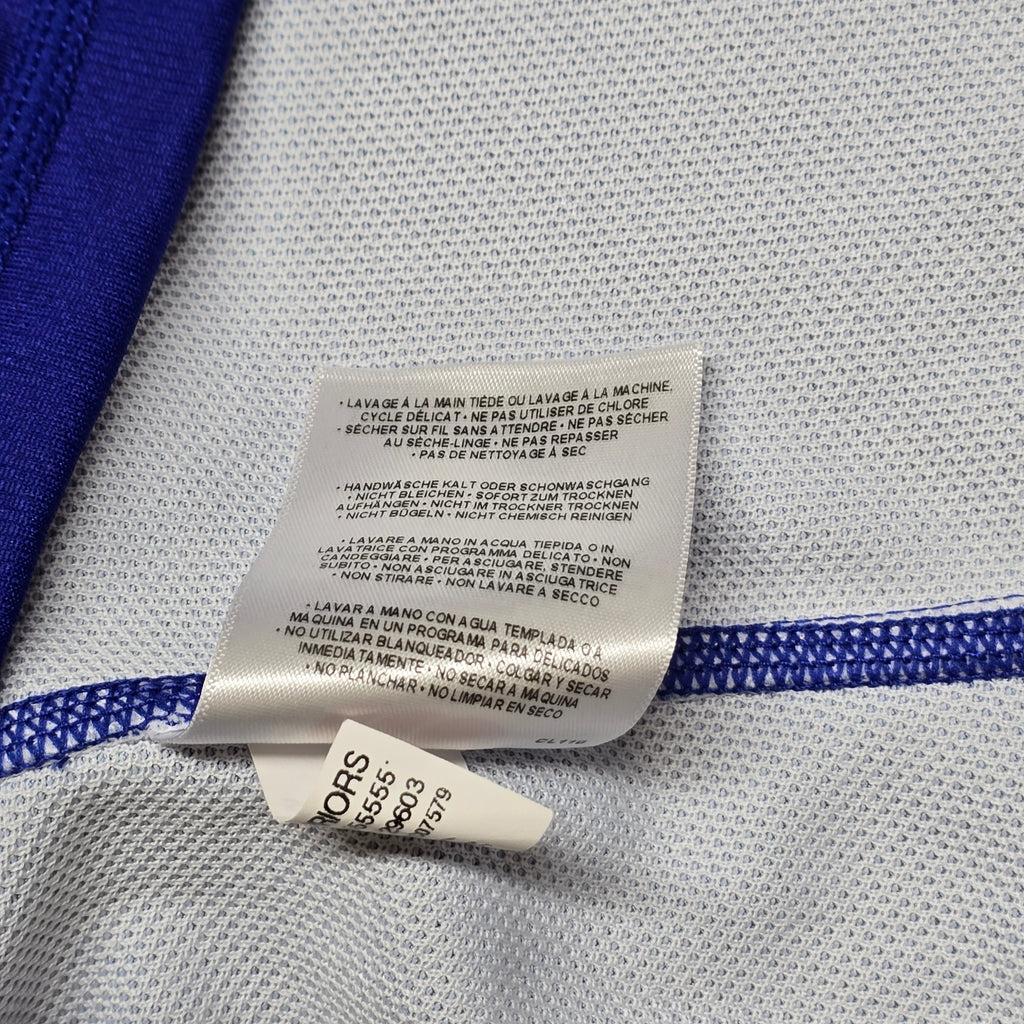 • LAVAGE À LA MAIN TIÈDE OU LAVAGE À LA MACHINE,
CYCLE DÉLICAT • NE PAS UTILISER DE CHLORE
• SÉCHER SUR FIL SANS ATTENDRE • NE PAS SÉCHER
AU SÈCHE-LINGE • NE PAS REPASSER
• PAS DE NETTOYAGE À SEC
• HANDWÄSCHE KALT ODER SCHONWASCHGANG
• NICHT BLEICHEN • SOFORT ZUM TROCKNEN
AUFHÄNGEN • NICHT IM TROCKNER TROCKNEN
• NICHT BÜGELN • NICHT CHEMISCH REINIGEN
• LAVARE A MANO IN ACQUA TIEPIDA O IN
LAVATRICE CON PROGRAMMA DELICATO • NON
CANDEGGIARE • PER ASCIUGARE, STENDERE
SUBITO • NON ASCIUGARE IN ASCIUGATRICE
• NON STIRARE • NON LAVARE A SECCO
• LAVAR A MANO CON AGUA TEMPLADA O A
MÁQUINA EN UN PROGRAMA PARA DELICADOS
• NO UTILIZAR BLANQUEADOR • COLGAR Y SECAR
INMEDIATAMENTE • NO SECAR A MÁQUINA
• NO PLANCHAR • NO LIMPIAR EN SECO
RIORS
55555
9603
07579